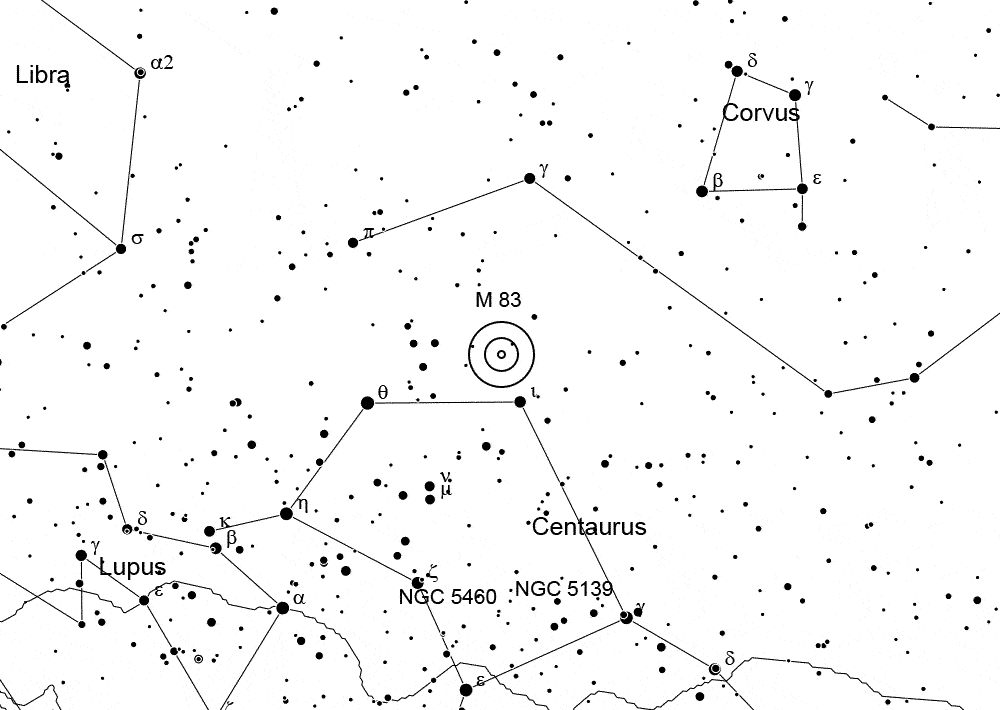 α2
δ
Libra
γ
Corvus
γ
β
ε
σ
π
M 83
θ
ι
ν
μ
η
δ
κ
β
Centaurus
γ
Lupus
ζ
ε
NGC 5460
NGC 5139
α
γ
δ
ε